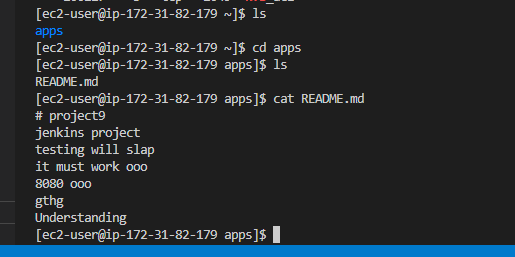 [ec2-user@ip-172-31-82-179 ~]$ ls
apps
[ec2-user@ip-172-31-82-179 ~]$ cd apps
[ec2-user@ip-172-31-82-179 apps]$ ls
README.md
[ec2-user@ip-172-31-82-179 apps]$ cat README.md
# project9
jenkins project
testing will slap
it must work ooo
8080 ooo
gthg
Understanding
[ec2-user@ip-172-31-82-179 apps]$